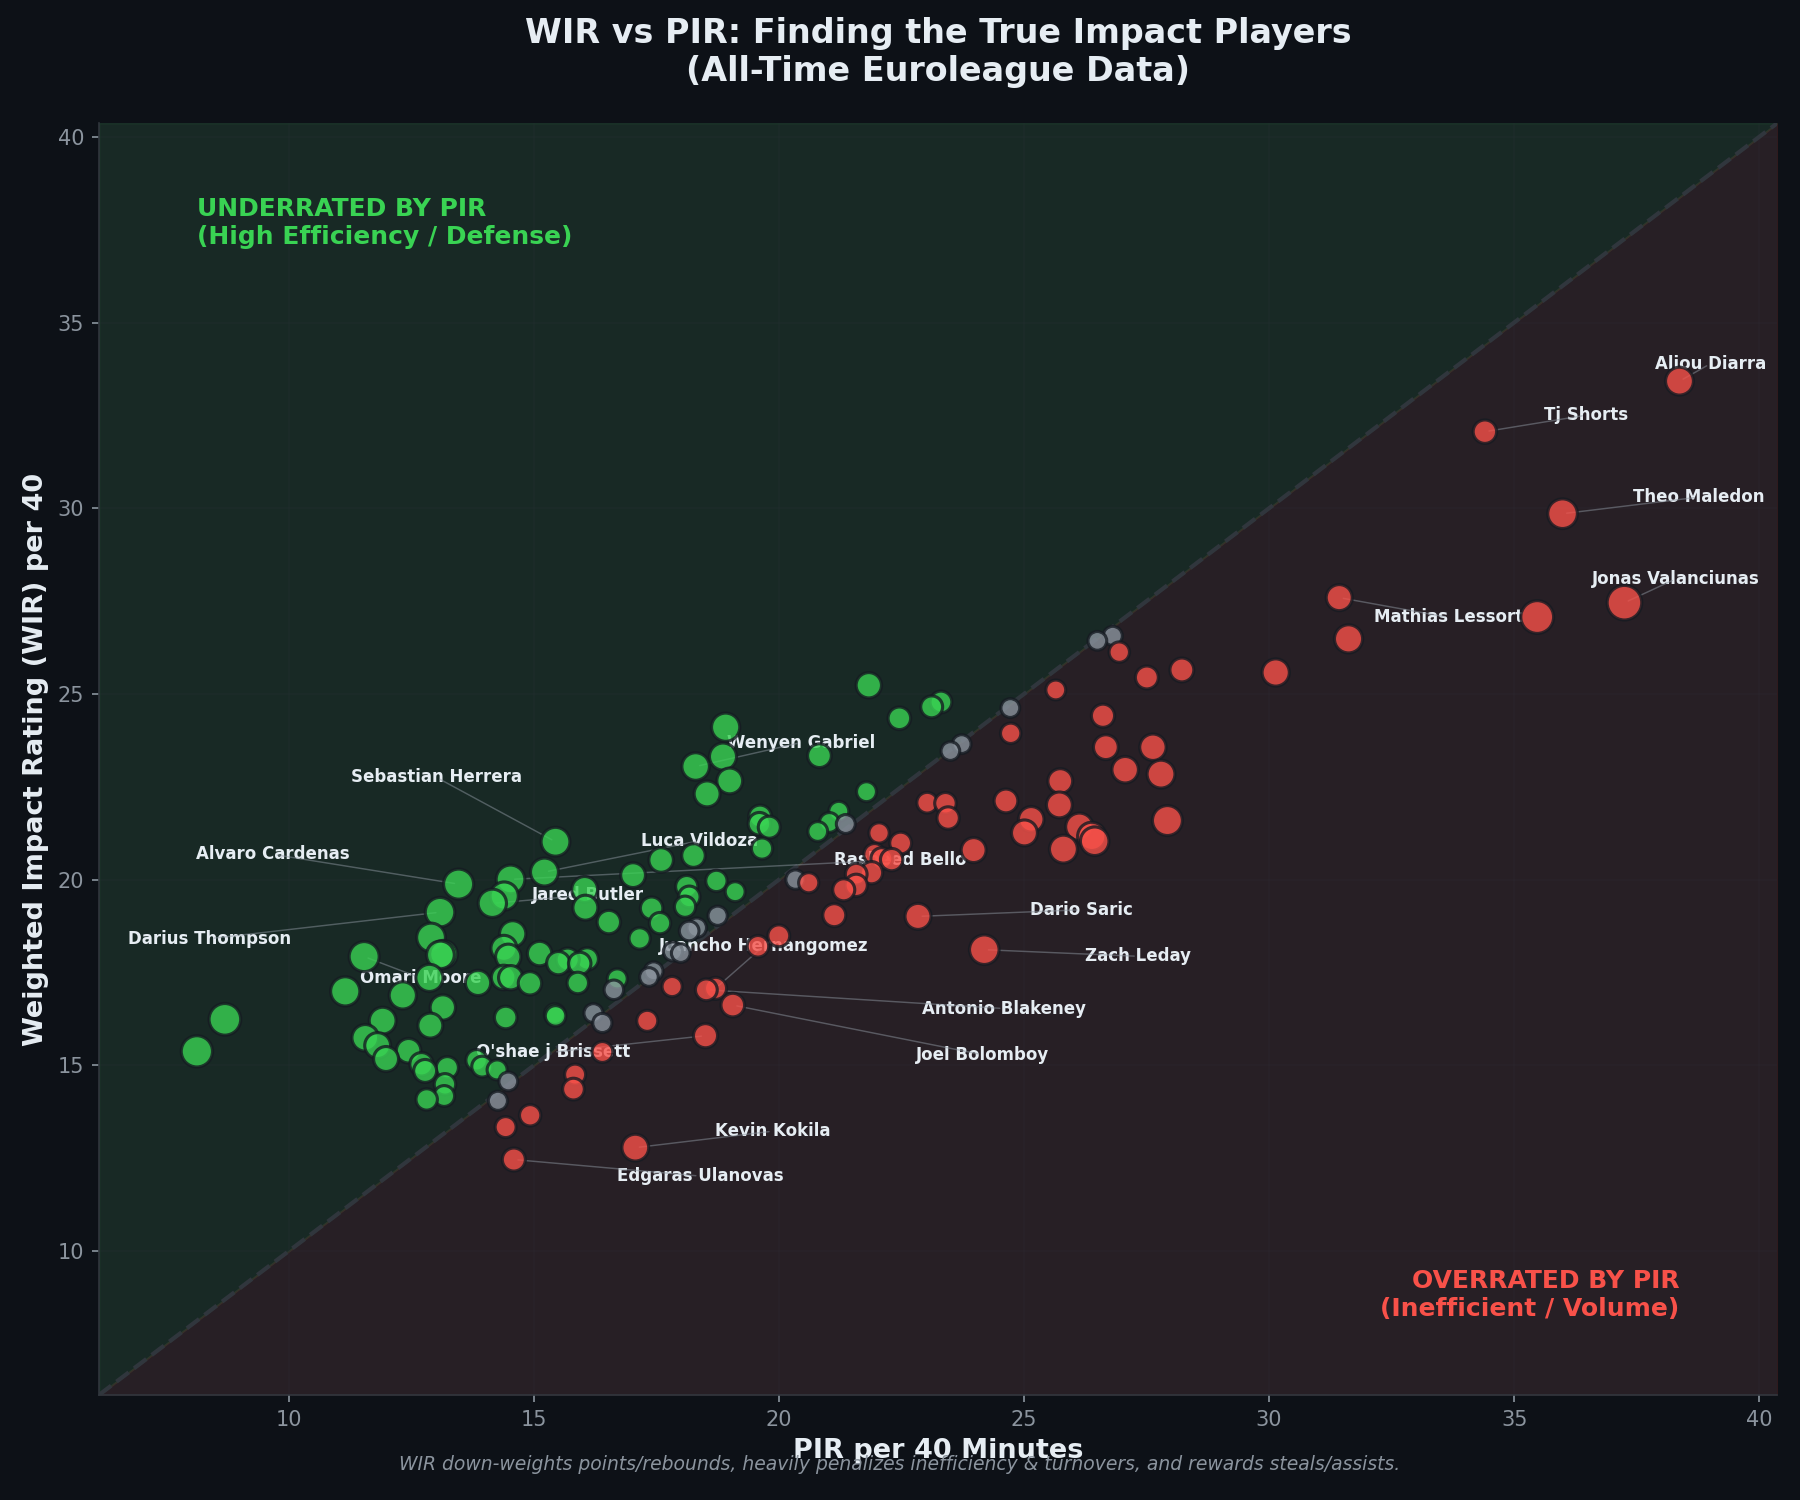 WIR vs PIR: Finding the True Impact Players
(All-Time Euroleague Data)
40
UNDERRATED BY PIR
(High Efficiency / Defense)
35
Aliou Diarra
Tj Shorts
30
Theo Maledon
Jonas Valanciunas
Mathias Lessort
25
Wenyen Gabriel
Sebastian Herrera
Luca Vildoza
Alvaro Cardenas
Bello
20
Jared Butler
Dario Saric
Darius Thompson
Juancho Hernangomez
Zach Leday
Omari Moore
Antonio Blakeney
O'shae j Brissett
Joel Bolomboy
15
Kevin Kokila
Edgaras Ulanovas
10
OVERRATED BY PIR
(Inefficient / Volume)
Weighted Impact Rating (WIR) per 40
10 15 20 25 30 35 40
PIR per 40 Minutes
WIR down-weights points/rebounds, heavily penalizes inefficiency & turnovers, and rewards steals/assists.